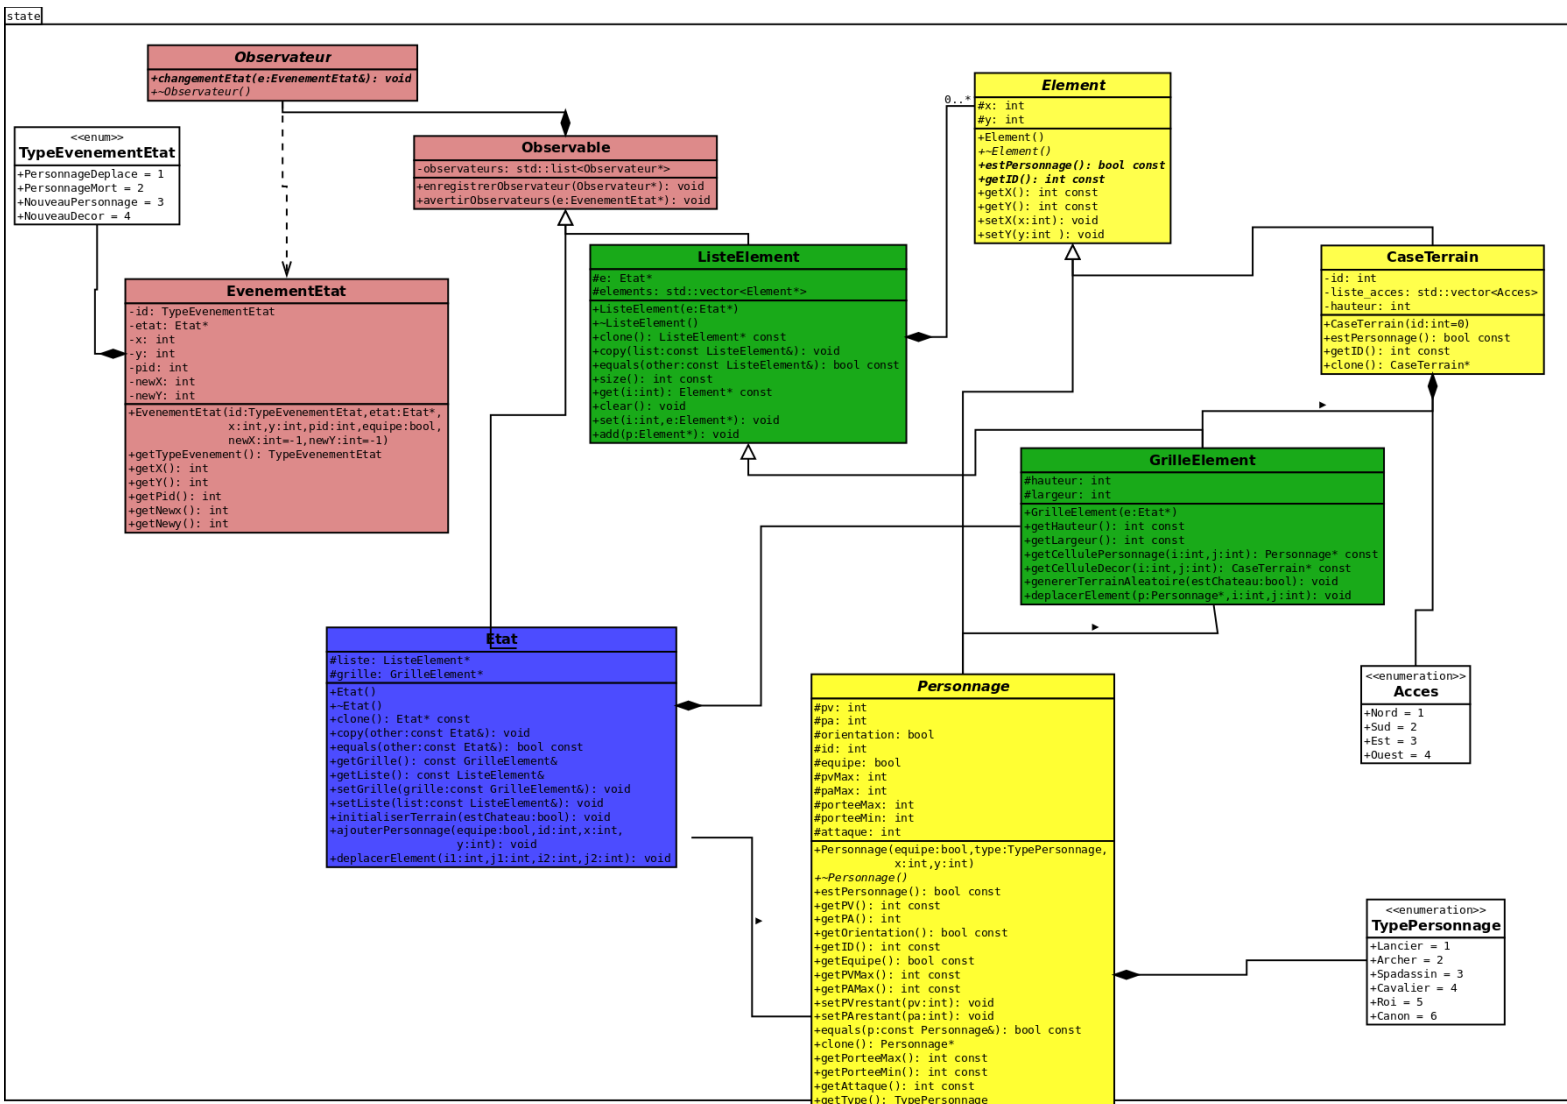 state
Observateur
+changementEtat(e:EvenementEtat&): void
+~Observateur()
<<enum>>
TypeEvenementEtat
+PersonnageDeplace = 1
+PersonnageMort = 2
+NouveauPersonnage = 3
+NouveauDecor = 4
Observable
-observateurs: std::list<Observateur*>
+enregistrerObservateur(Observateur*): void
+avertirObservateurs(e:EvenementEtat*): void
0..*
Element
#x: int
#y: int
+Element()
+~Element()
+estPersonnage(): bool const
+getID(): int const
+getX(): int const
+getY(): int const
+setX(x:int): void
+setY(y:int ): void
ListeElement
#e: Etat*
#elements: std::vector<Element*>
+ListeElement(e:Etat*)
+~ListeElement()
+clone(): ListeElement* const
+copy(list:const ListeElement&): void
+equals(other:const ListeElement&): bool const
+size(): int const
+get(i:int): Element* const
+clear(): void
+set(i:int,e:Element*): void
+add(p:Element*): void
CaseTerrain
-id: int
-liste_acces: std::vector<Acces>
-hauteur: int
+CaseTerrain(id:int=0)
+estPersonnage(): bool const
+getID(): int const
+clone(): CaseTerrain*
EvenementEtat
-id: TypeEvenementEtat
-etat: Etat*
-x: int
-y: int
-pid: int
-newX: int
-newY: int
+EvenementEtat(id:TypeEvenementEtat,etat:Etat*,
x:int,y:int,pid:int,equipe:bool,
newX:int=-1,newY:int=-1)
+getTypeEvenement(): TypeEvenementEtat
+getX(): int
+getY(): int
+getPid(): int
+getNewx(): int
+getNewy(): int
GrilleElement
#hauteur: int
#largeur: int
+GrilleElement(e:Etat*)
+getHauteur(): int const
+getLargeur(): int const
+getCellulePersonnage(i:int,j:int): Personnage* const
+getCelluleDecor(i:int,j:int): CaseTerrain* const
+genererTerrainAleatoire(estChateau:bool): void
+deplacerElement(p:Personnage*,i:int,j:int): void
Etat
#liste: ListeElement*
#grille: GrilleElement*
+Etat()
+~Etat()
+clone(): Etat* const
+copy(other:const Etat&): void
+equals(other:const Etat&): bool const
+getGrille(): const GrilleElement&
+getListe(): const ListeElement&
+setGrille(grille:const GrilleElement&): void
+setListe(list:const ListeElement&): void
+initialiserTerrain(estChateau:bool): void
+ajouterPersonnage(equipe:bool,id:int,x:int,
y:int): void
+deplacerElement(i1:int,j1:int,i2:int,j2:int): void
Personnage
#pv: int
#pa: int
#orientation: bool
#id: int
#equipe: bool
#pvMax: int
#paMax: int
#porteeMax: int
#porteeMin: int
#attaque: int
+Personnage(equipe:bool,type:TypePersonnage,
x:int,y:int)
+~Personnage()
+estPersonnage(): bool const
+getPV(): int const
+getPA(): int
+getOrientation(): bool const
+getID(): int const
+getEquipe(): bool const
+getPVMax(): int const
+getPAMax(): int const
+setPVrestant(pv:int): void
+setPArestant(pa:int): void
+equals(p:const Personnage&): bool const
+clone(): Personnage*
+getPorteeMax(): int const
+getPorteeMin(): int const
+getAttaque(): int const
+getType(): TypePersonnage
<<enumeration>>
Acces
+Nord = 1
+Sud = 2
+Est = 3
+Ouest = 4
<<enumeration>>
TypePersonnage
+Lancier = 1
+Archer = 2
+Spadassin = 3
+Cavalier = 4
+Roi = 5
+Canon = 6